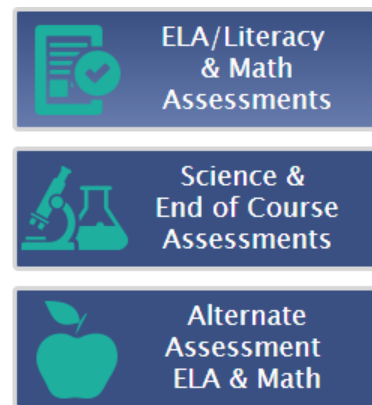 ELA/Literacy
& Math
Assessments
Science &
End of Course
Assessments
Alternate
Assessment
ELA & Math